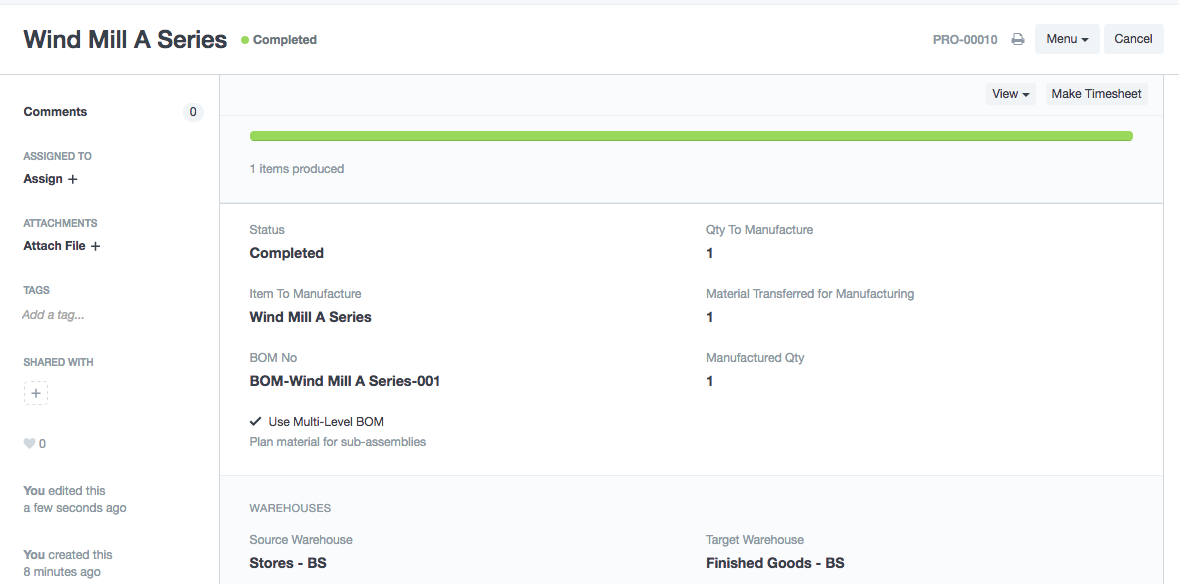 Wind Mill A Series Completed PRO-00010 Menu Cancel
Comments 0
ASSIGNED TO
Assign +
ATTACHMENTS
Attach File +
TAGS
Add a tag...
SHARED WITH
+
0
You edited this
a few seconds ago
You created this
8 minutes ago
View Make Timesheet
1 items produced
Status
Completed
Qty To Manufacture
1
Item To Manufacture
Wind Mill A Series
Material Transferred for Manufacturing
1
BOM No
BOM-Wind Mill A Series-001
Manufactured Qty
1
Use Multi-Level BOM
Plan material for sub-assemblies
WAREHOUSES
Source Warehouse
Stores - BS
Target Warehouse
Finished Goods - BS